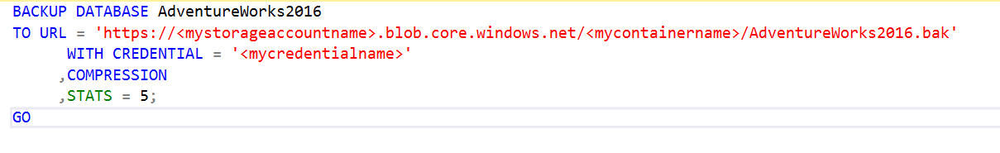 BACKUP DATABASE AdventureWorks2016
TO URL = 'https://<mystorageaccountname>.blob.core.windows.net/<mycontainername>/AdventureWorks2016.bak'
WITH CREDENTIAL = '<mycredentialname>'
,COMPRESSION
,STATS = 5;
GO